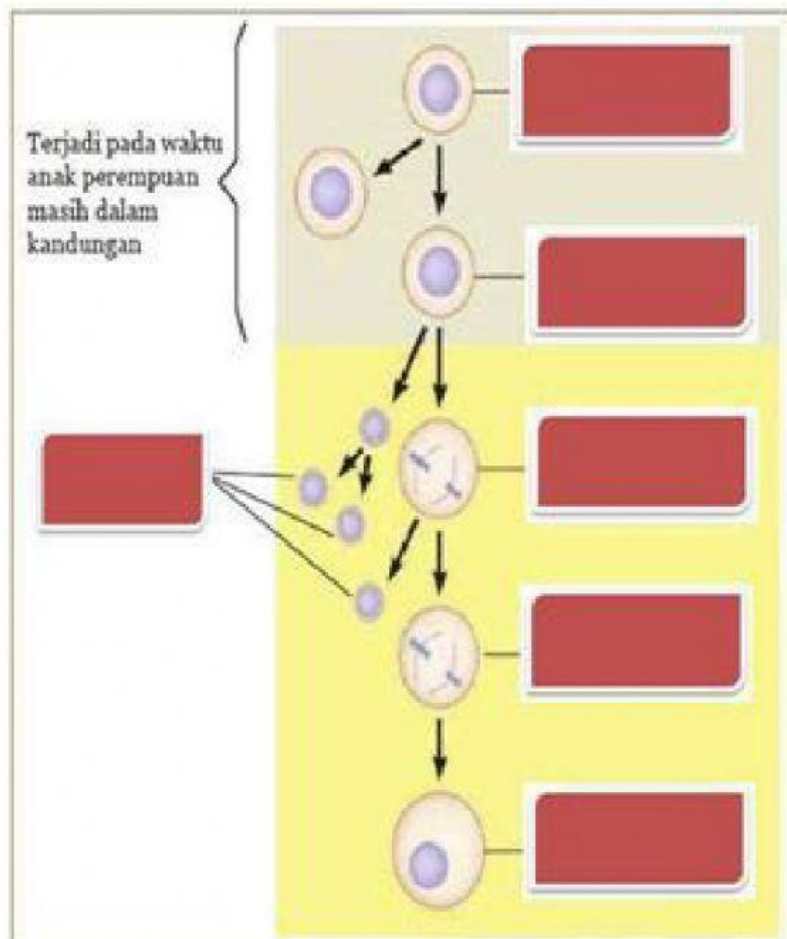 Terjadi pada waktu
anak perempuan
masih dalam
kandungan